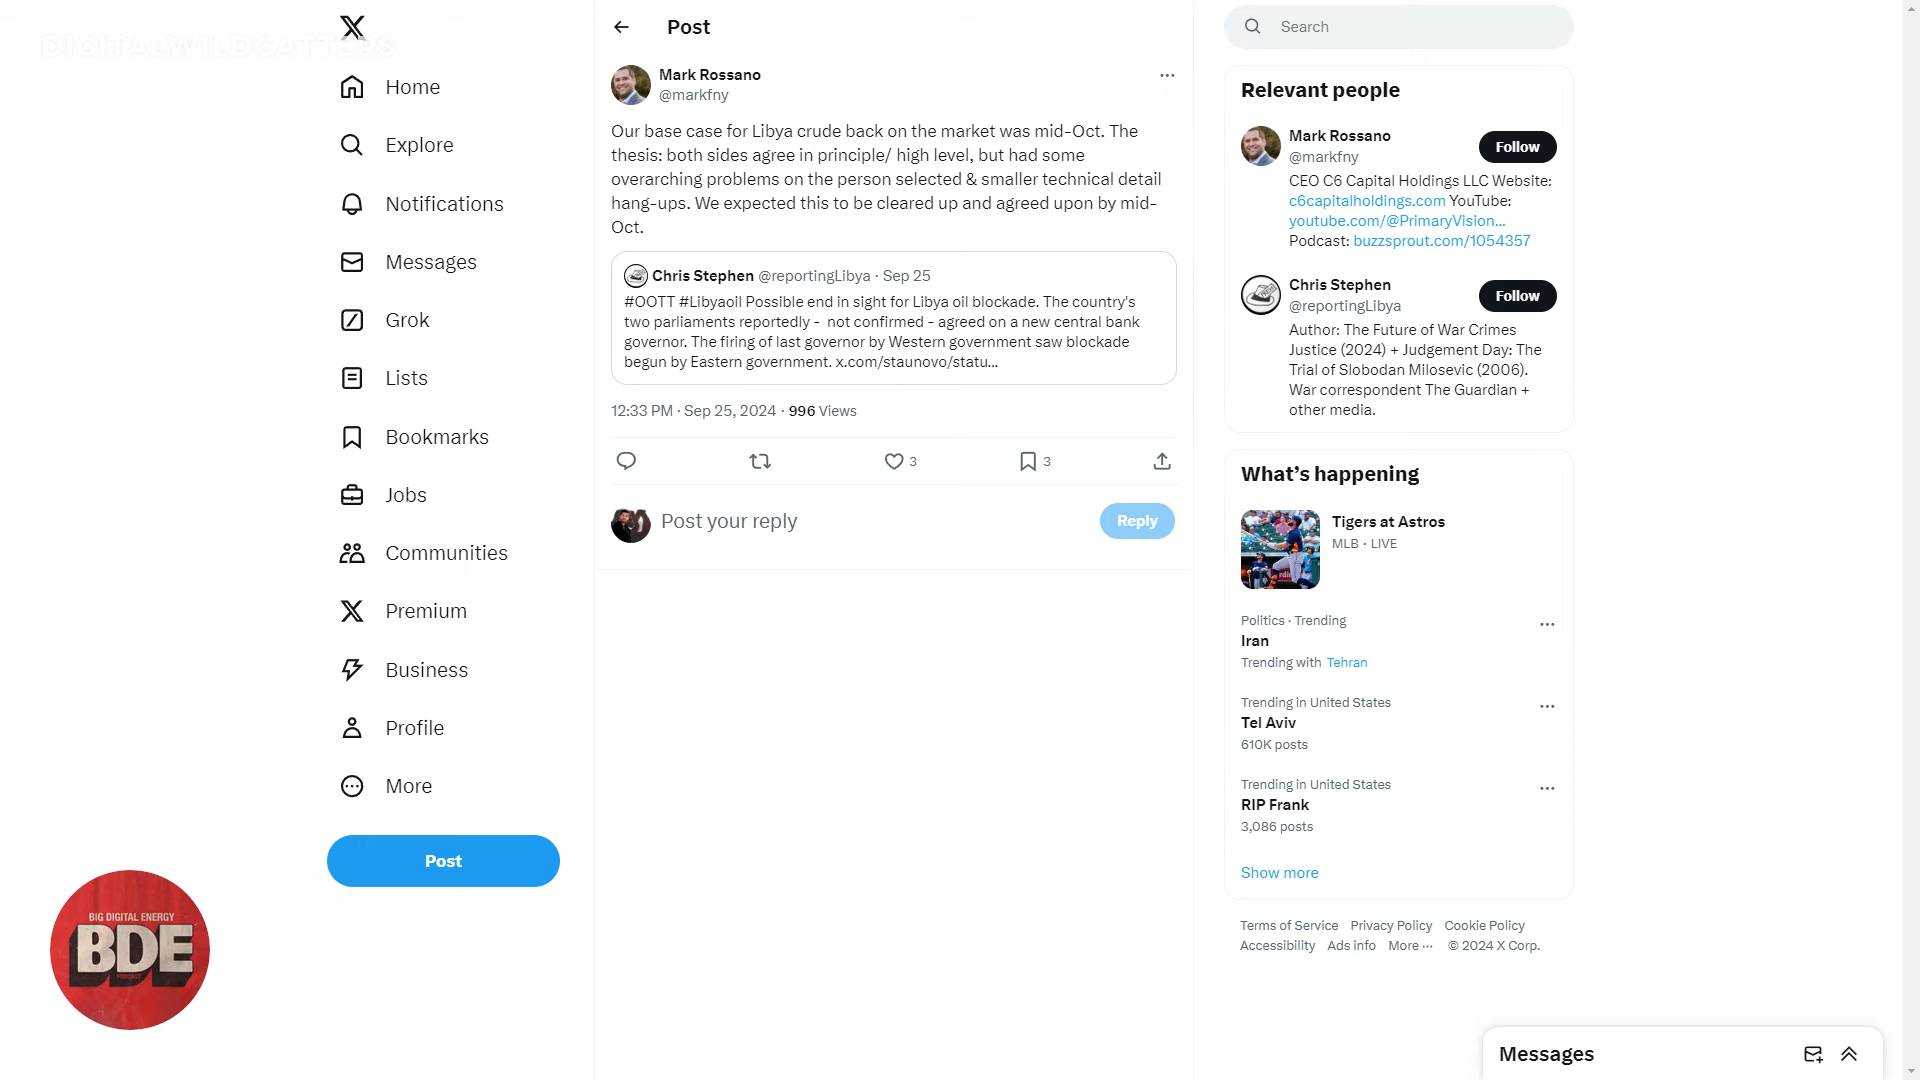 DIGITALWILDCATTERS
Home
Explore
Notifications
Messages
Grok
Lists
Bookmarks
Jobs
Communities
Premium
Business
Profile
More
Post
BIG DIGITAL ENERGY
BDE
PODCAST
Post
Mark Rossano
@markfny
Our base case for Libya crude back on the market was mid-Oct. The
thesis: both sides agree in principle/ high level, but had some
overarching problems on the person selected & smaller technical detail
hang-ups. We expected this to be cleared up and agreed upon by mid-
Oct.
Chris Stephen @reportingLibya · Sep 25
#OOTT #Libyaoil Possible end in sight for Libya oil blockade. The country's
two parliaments reportedly - not confirmed - agreed on a new central bank
governor. The firing of last governor by Western government saw blockade
begun by Eastern government. x.com/staunovo/statu...
12:33 PM · Sep 25, 2024 · 996 Views
3
3
Post your reply
Reply
Search
Relevant people
Mark Rossano
@markfny
Follow
CEO C6 Capital Holdings LLC Website:
c6capitalholdings.com YouTube:
youtube.com/@PrimaryVision...
Podcast: buzzsprout.com/1054357
Chris Stephen
@reportingLibya
Follow
Author: The Future of War Crimes
Justice (2024) + Judgement Day: The
Trial of Slobodan Milosevic (2006).
War correspondent The Guardian +
other media.
What's happening
Tigers at Astros
MLB · LIVE
Politics · Trending
Iran
Trending with Tehran
Trending in United States
Tel Aviv
610K posts
Trending in United States
RIP Frank
3,086 posts
Show more
Terms of Service Privacy Policy Cookie Policy
Accessibility Ads info More ... © 2024 X Corp.
Messages